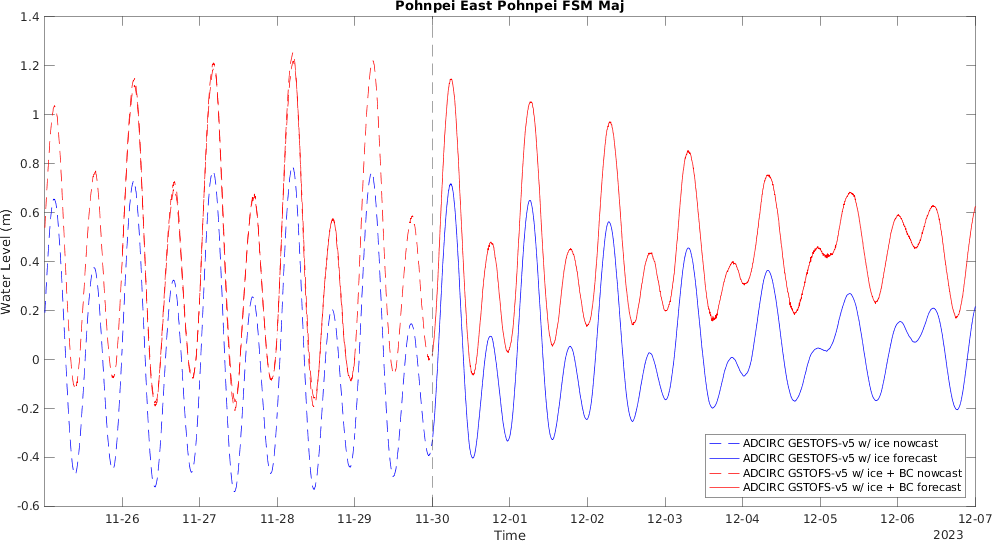 Pohnpei East Pohnpei FSM Maj
1.4
1.2
1
0.8
0.6
0.4
0.2
0
-0.2
-0.4
-0.6
Water Level (m)
ADCIRC GESTOFS-v5 w/ ice nowcast
ADCIRC GESTOFS-v5 w/ ice forecast
ADCIRC GSTOFS-v5 w/ ice + BC nowcast
ADCIRC GSTOFS-v5 w/ ice + BC forecast
11-26 11-27 11-28 11-29 11-30 12-01 12-02 12-03 12-04 12-05 12-06 12-07
Time
2023